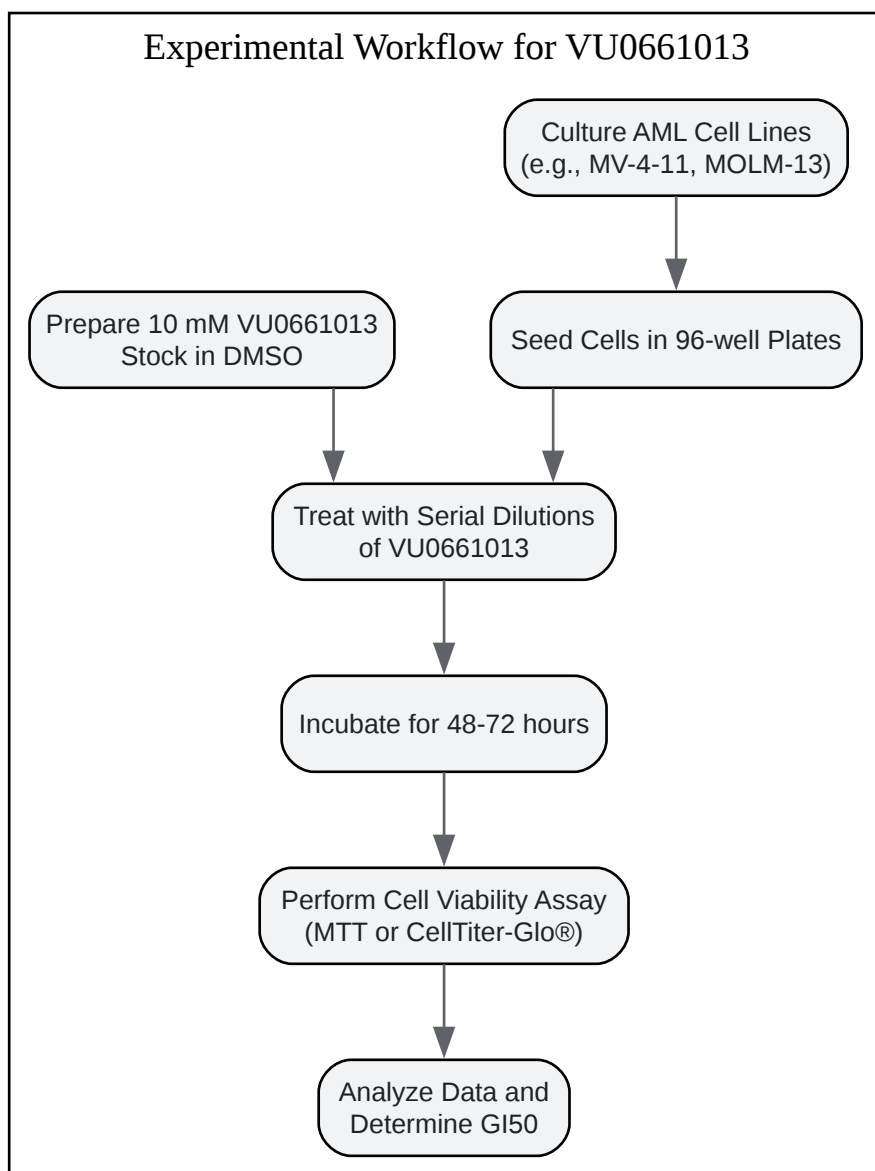 Experimental Workflow for VU0661013
Culture AML Cell Lines
(e.g., MV-4-11, MOLM-13)
Prepare 10 mM VU0661013
Stock in DMSO
Seed Cells in 96-well Plates
Treat with Serial Dilutions
of VU0661013
Incubate for 48-72 hours
Perform Cell Viability Assay
(MTT or CellTiter-Glo®)
Analyze Data and
Determine GI50